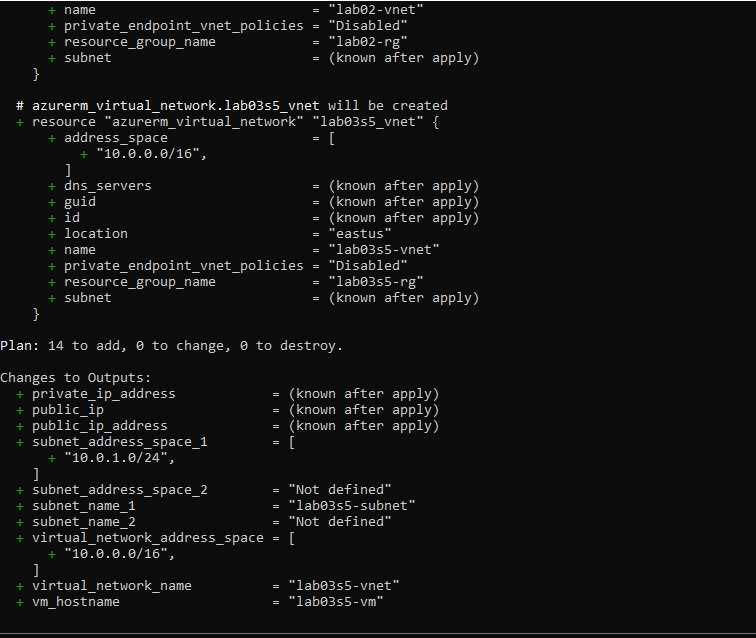 + name                           = "lab02-vnet"
+ private_endpoint_vnet_policies = "Disabled"
+ resource_group_name            = "lab02-rg"
+ subnet                         = (known after apply)
}
# azurerm_virtual_network.lab03s5_vnet will be created
+ resource "azurerm_virtual_network" "lab03s5_vnet" {
+ address_space                  = [
+ "10.0.0.0/16",
]
+ dns_servers                    = (known after apply)
+ guid                           = (known after apply)
+ id                             = (known after apply)
+ location                       = "eastus"
+ name                           = "lab03s5-vnet"
+ private_endpoint_vnet_policies = "Disabled"
+ resource_group_name            = "lab03s5-rg"
+ subnet                         = (known after apply)
}
Plan: 14 to add, 0 to change, 0 to destroy.
Changes to Outputs:
+ private_ip_address            = (known after apply)
+ public_ip                     = (known after apply)
+ public_ip_address             = (known after apply)
+ subnet_address_space_1        = [
+ "10.0.1.0/24",
]
+ subnet_address_space_2        = "Not defined"
+ subnet_name_1                 = "lab03s5-subnet"
+ subnet_name_2                 = "Not defined"
+ virtual_network_address_space = [
+ "10.0.0.0/16",
]
+ virtual_network_name          = "lab03s5-vnet"
+ vm_hostname                   = "lab03s5-vm"